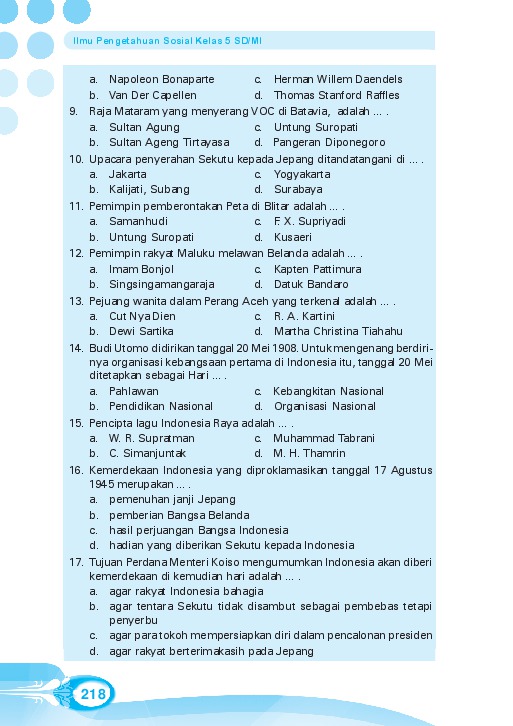 Ilmu Pengetahuan Sosial Kelas 5 SD/MI
a. Napoleon Bonaparte c. Herman Willem Daendels
b. Van Der Capellen d. Thomas Stanford Raffles
9. Raja Mataram yang menyerang VOC di Batavia, adalah ... .
a. Sultan Agung c. Untung Suropati
b. Sultan Ageng Tirtayasa d. Pangeran Diponegoro
10. Upacara penyerahan Sekutu kepada Jepang ditandatangani di ... .
a. Jakarta c. Yogyakarta
b. Kalijati, Subang d. Surabaya
11. Pemimpin pemberontakan Peta di Blitar adalah ... .
a. Samanhudi c. F. X. Supriyadi
b. Untung Suropati d. Kusaeri
12. Pemimpin rakyat Maluku melawan Belanda adalah ... .
a. Imam Bonjol c. Kapten Pattimura
b. Singsingamangaraja d. Datuk Bandaro
13. Pejuang wanita dalam Perang Aceh yang terkenal adalah ... .
a. Cut Nya Dien c. R. A. Kartini
b. Dewi Sartika d. Martha Christina Tiahahu
14. Budi Utomo didirikan tanggal 20 Mei 1908. Untuk mengenang berdiri-
nya organisasi kebangsaan pertama di Indonesia itu, tanggal 20 Mei
ditetapkan sebagai Hari ... .
a. Pahlawan c. Kebangkitan Nasional
b. Pendidikan Nasional d. Organisasi Nasional
15. Pencipta lagu Indonesia Raya adalah ... .
a. W. R. Supratman c. Muhammad Tabrani
b. C. Simanjuntak d. M. H. Thamrin
16. Kemerdekaan Indonesia yang diproklamasikan tanggal 17 Agustus
1945 merupakan ... .
a. pemenuhan janji Jepang
b. pemberian Bangsa Belanda
c. hasil perjuangan Bangsa Indonesia
d. hadian yang diberikan Sekutu kepada Indonesia
17. Tujuan Perdana Menteri Koiso mengumumkan Indonesia akan diberi
kemerdekaan di kemudian hari adalah ... .
a. agar rakyat Indonesia bahagia
b. agar tentara Sekutu tidak disambut sebagai pembebas tetapi
penyerbu
c. agar para tokoh mempersiapkan diri dalam pencalonan presiden
d. agar rakyat berterimakasih pada Jepang
218